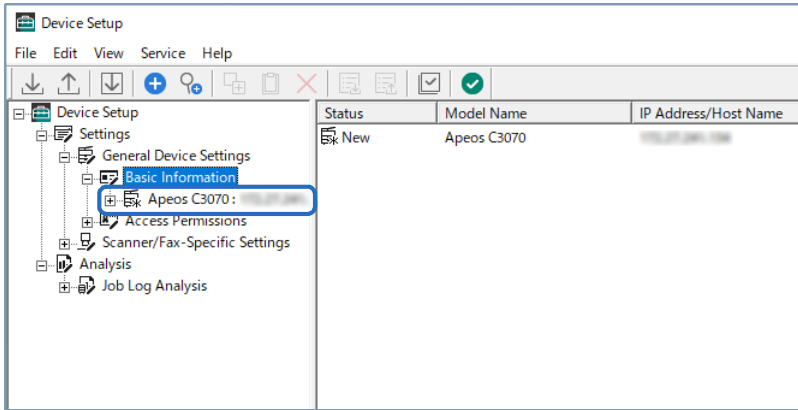 Device Setup
File Edit View Service Help
Device Setup
Settings
General Device Settings
Basic Information
Apeos C3070 :
Access Permissions
Scanner/Fax-Specific Settings
Analysis
Job Log Analysis
Status Model Name IP Address/Host Name
New Apeos C3070